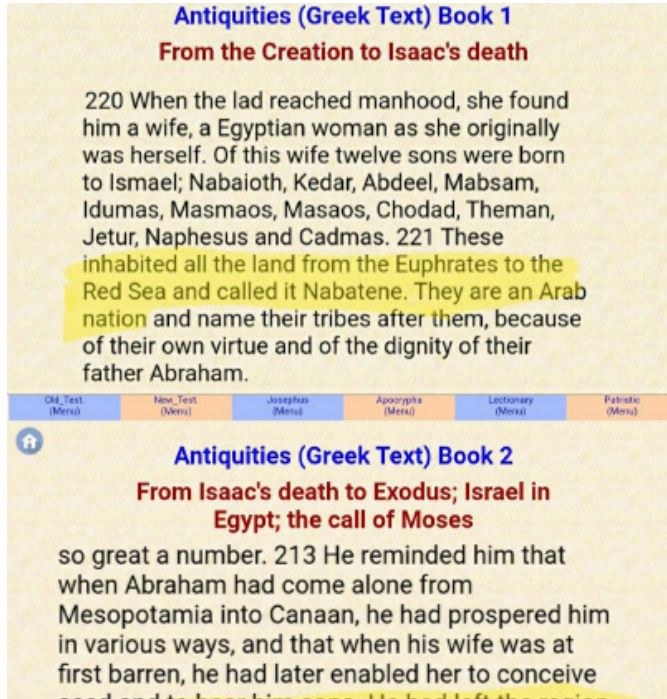 Antiquities (Greek Text) Book 1
From the Creation to Isaac's death
220 When the lad reached manhood, she found
him a wife, a Egyptian woman as she originally
was herself. Of this wife twelve sons were born
to Ismael; Nabaioth, Kedar, Abdeel, Mabsam,
Idumas, Masmaos, Masaos, Chodad, Theman,
Jetur, Naphesus and Cadmas. 221 These
inhabited all the land from the Euphrates to the
Red Sea and called it Nabatene. They are an Arab
nation and name their tribes after them, because
of their own virtue and of the dignity of their
father Abraham.
Old_Test. (Menu) New_Test. (Menu) Josephus (Menu) Apocrypha (Menu) Lectionary (Menu) Patristic (Menu)
Antiquities (Greek Text) Book 2
From Isaac's death to Exodus; Israel in
Egypt; the call of Moses
so great a number. 213 He reminded him that
when Abraham had come alone from
Mesopotamia into Canaan, he had prospered him
in various ways, and that when his wife was at
first barren, he had later enabled her to conceive